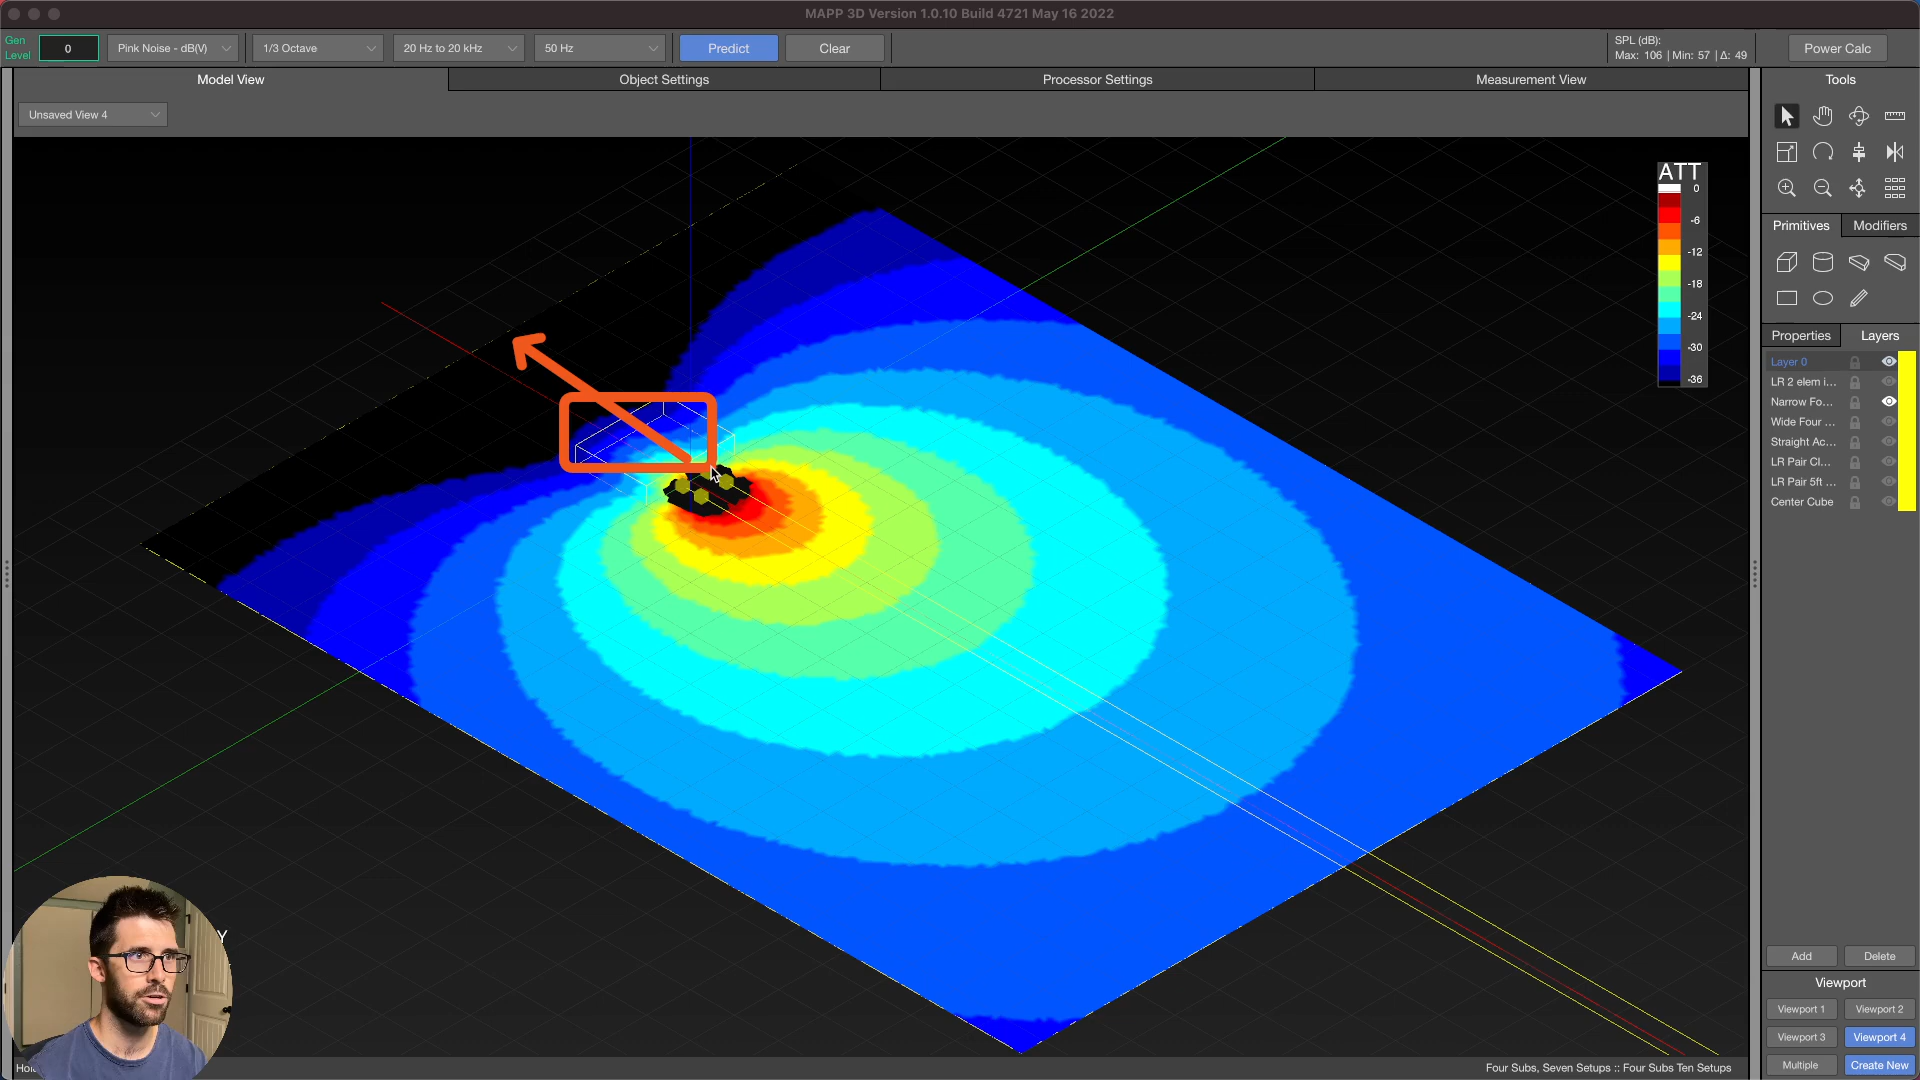 MAPP 3D Version 1.0.10 Build 4721 May 16 2022
Gen
Level
0
Pink Noise - dB(V)
1/3 Octave
20 Hz to 20 kHz
50 Hz
Predict
Clear
SPL (dB):
Max: 106 | Min: 57 | Δ: 49
Power Calc
Model View
Object Settings
Processor Settings
Measurement View
Tools
Unsaved View 4
ATT
0
-6
-12
-18
-24
-30
-36
Primitives
Modifiers
Properties
Layers
Layer 0
LR 2 elem i...
Narrow Fo...
Wide Four ...
Straight Ac...
LR Pair Cl...
LR Pair 5ft ...
Center Cube
Y
Add
Delete
Viewport
Viewport 1
Viewport 2
Viewport 3
Viewport 4
Multiple
Create New
Four Subs, Seven Setups :: Four Subs Ten Setups